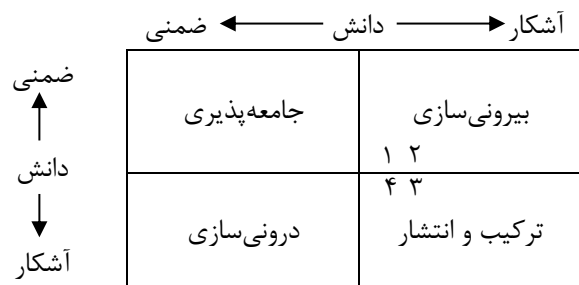 آشکار دانش ضمنی
ضمنی
دانش
آشکار
بیرونی‌سازی جامعه‌پذیری
۱ ۲
۴ ۳
ترکیب و انتشار درونی‌سازی